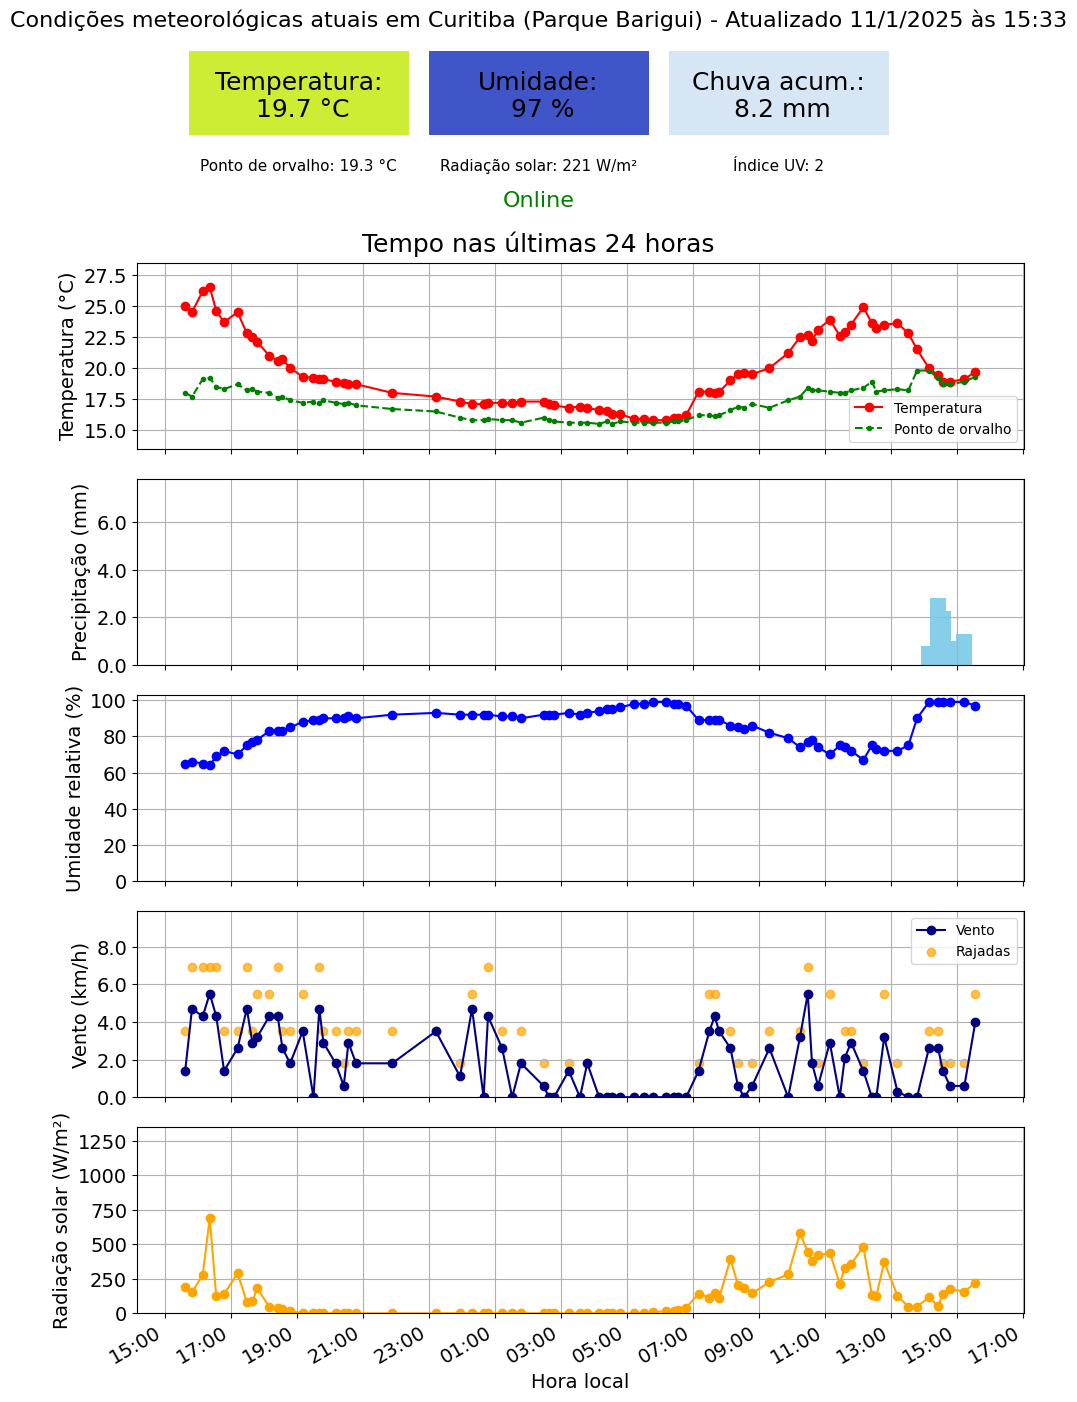 Condições meteorológicas atuais em Curitiba (Parque Barigui) - Atualizado 11/1/2025 às 15:33
Temperatura:
19.7 °C
Umidade:
97 %
Chuva acum.:
8.2 mm
Ponto de orvalho: 19.3 °C
Radiação solar: 221 W/m²
Índice UV: 2
Online
Tempo nas últimas 24 horas
Temperatura (°C)
27.5
25.0
22.5
20.0
17.5
15.0
Temperatura
Ponto de orvalho
Precipitação (mm)
6.0
4.0
2.0
0.0
Umidade relativa (%)
100
80
60
40
20
0
Vento (km/h)
8.0
6.0
4.0
2.0
0.0
Vento
Rajadas
Radiação solar (W/m²)
1250
1000
750
500
250
0
15:00
17:00
19:00
21:00
23:00
01:00
03:00
05:00
07:00
09:00
11:00
13:00
15:00
17:00
Hora local